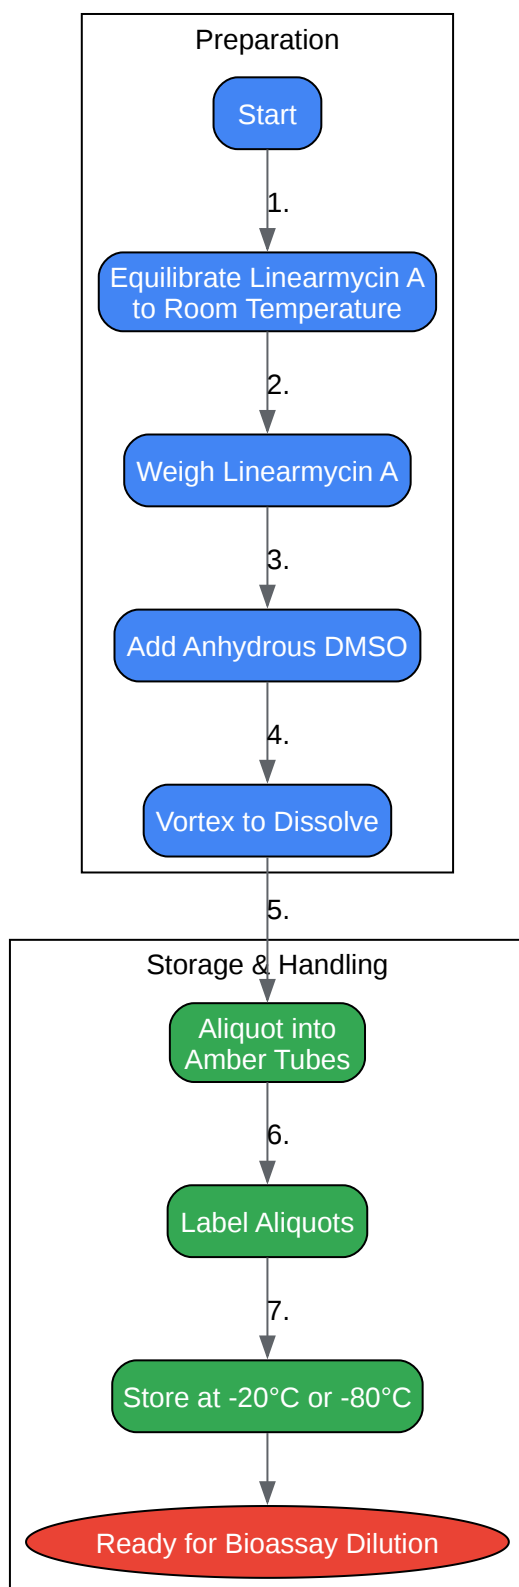 Preparation
Start
1.
Equilibrate Linearmycin A
to Room Temperature
2.
Weigh Linearmycin A
3.
Add Anhydrous DMSO
4.
Vortex to Dissolve
5.
Storage & Handling
Aliquot into
Amber Tubes
6.
Label Aliquots
7.
Store at -20°C or -80°C
Ready for Bioassay Dilution